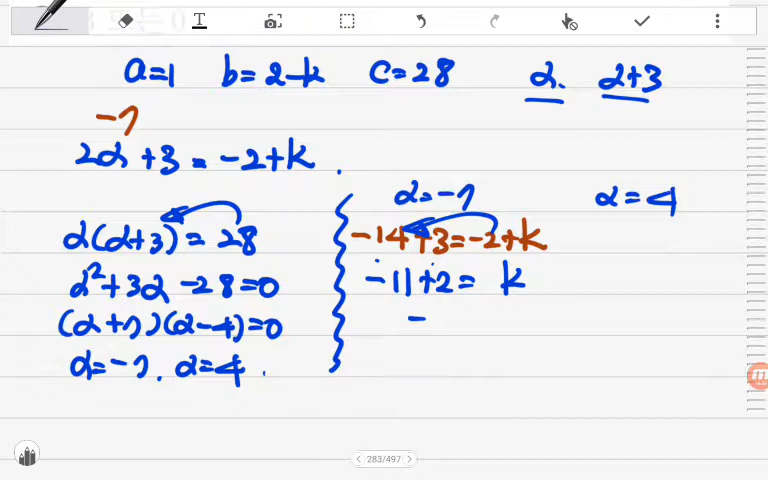 a=1 b=2-k c=28 α. α+3
-7
2α+3=-2+k.
α=-7 α=4
α(α+3)=28 -14+3=-2+k
α²+3α-28=0 -11+2= k
(α+7)(α-4)=0 -
α=-7. α=4.
283/497